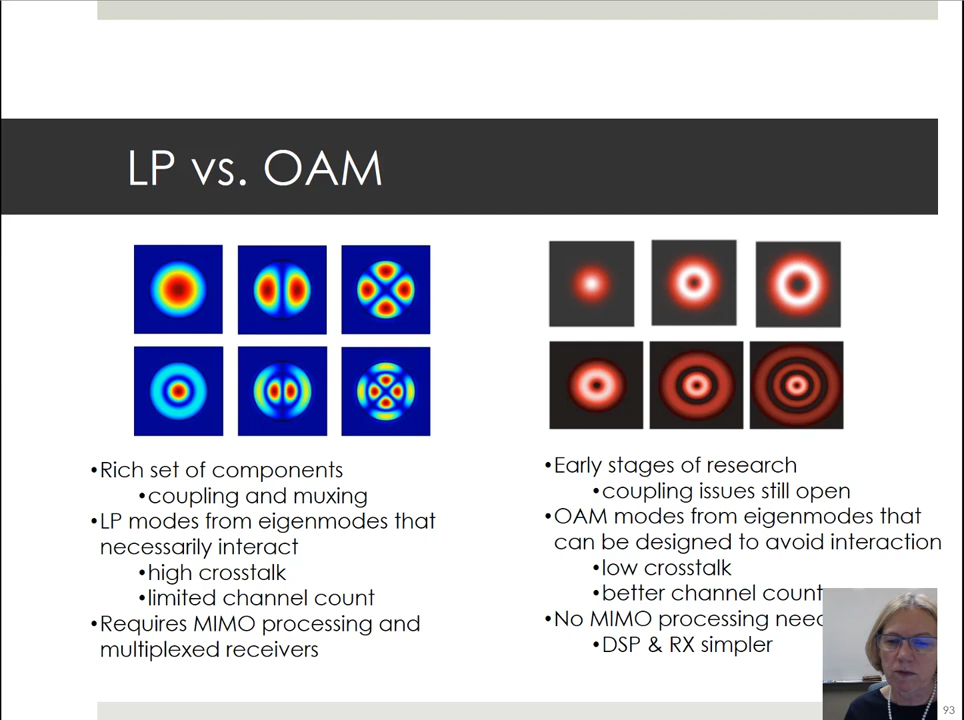 LP vs. OAM
•Rich set of components
•coupling and muxing
•LP modes from eigenmodes that
necessarily interact
•high crosstalk
•limited channel count
•Requires MIMO processing and
multiplexed receivers
•Early stages of research
•coupling issues still open
•OAM modes from eigenmodes that
can be designed to avoid interaction
•low crosstalk
•better channel count
•No MIMO processing
•DSP & RX simpler
93